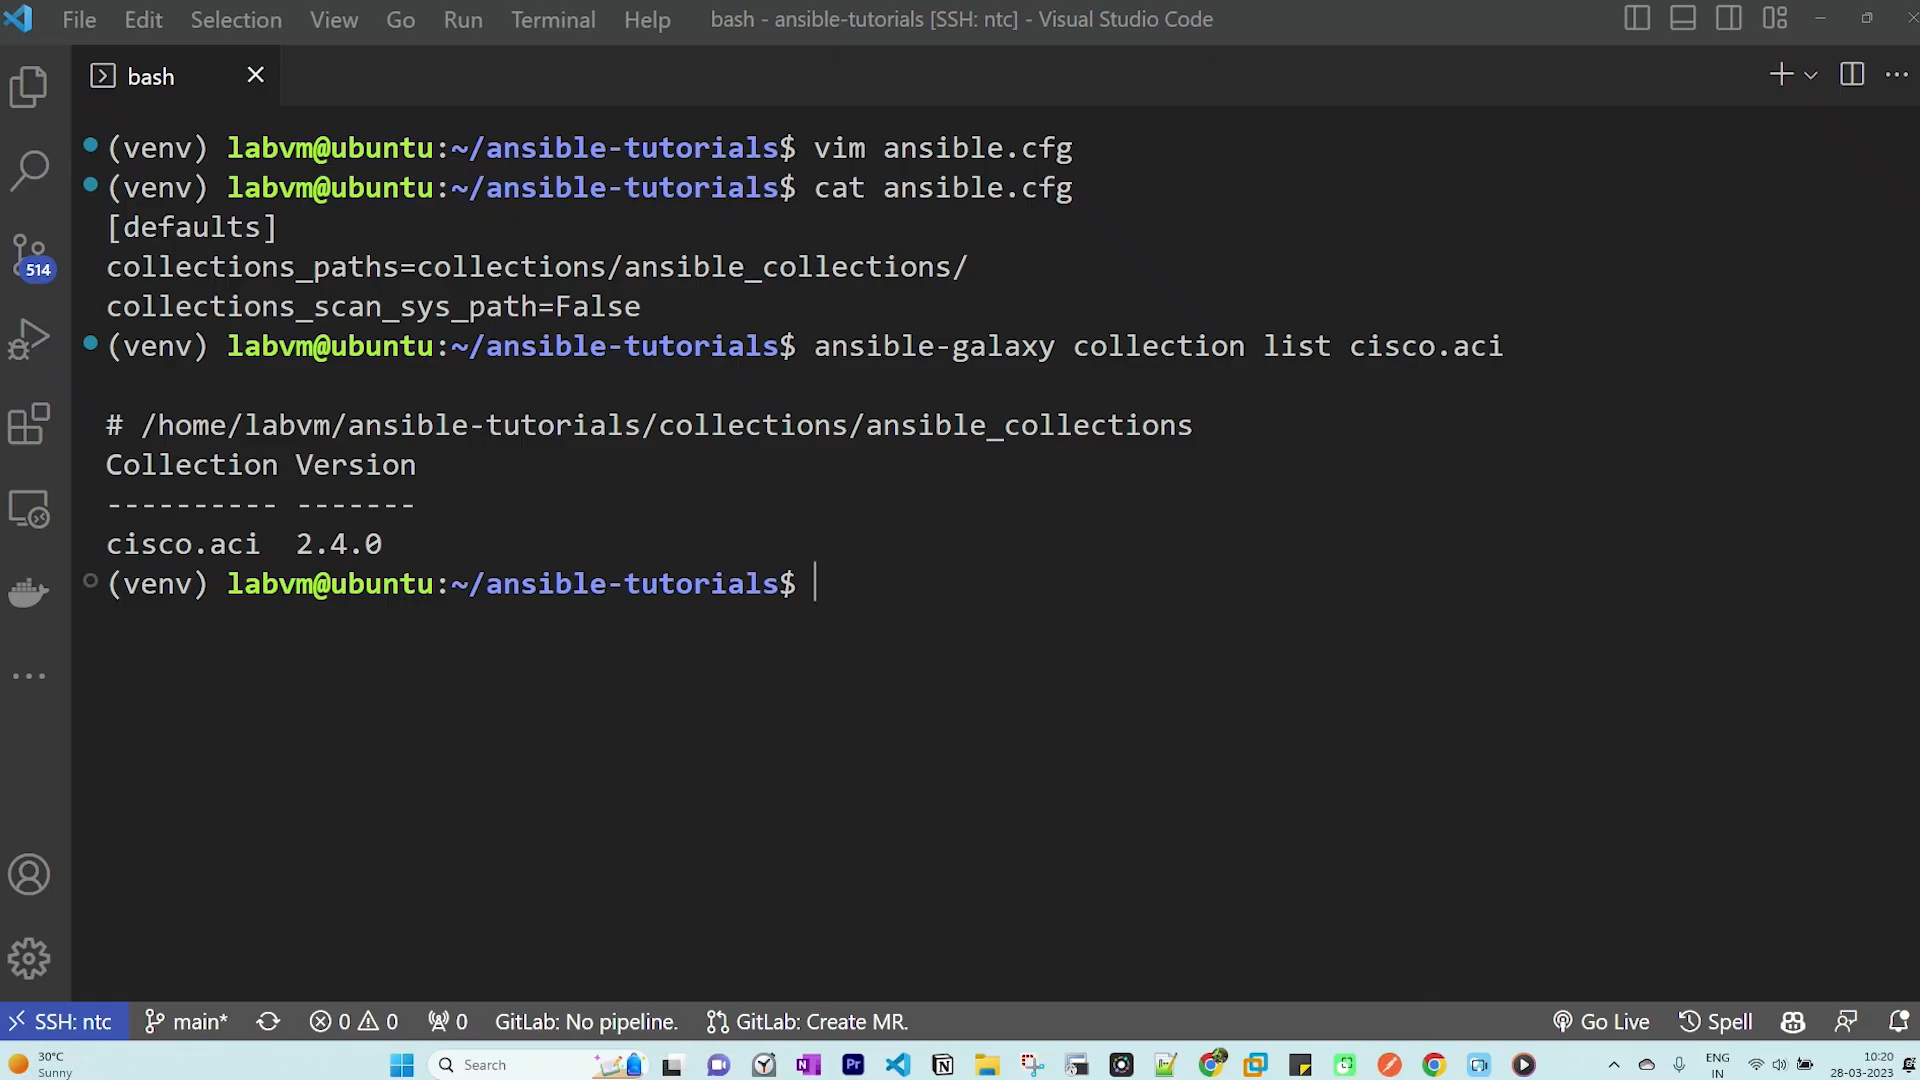 File Edit Selection View Go Run Terminal Help bash - ansible-tutorials [SSH: ntc] - Visual Studio Code
bash
(venv) labvm@ubuntu:~/ansible-tutorials$ vim ansible.cfg
(venv) labvm@ubuntu:~/ansible-tutorials$ cat ansible.cfg
[defaults]
collections_paths=collections/ansible_collections/
collections_scan_sys_path=False
514
(venv) labvm@ubuntu:~/ansible-tutorials$ ansible-galaxy collection list cisco.aci
# /home/labvm/ansible-tutorials/collections/ansible_collections
Collection Version
---------- -------
cisco.aci  2.4.0
(venv) labvm@ubuntu:~/ansible-tutorials$
SSH: ntc main* 0 0 0 GitLab: No pipeline. GitLab: Create MR. Go Live Spell
30°C
Sunny
Search
N
Pr
ENG
IN
10:20
28-03-2023